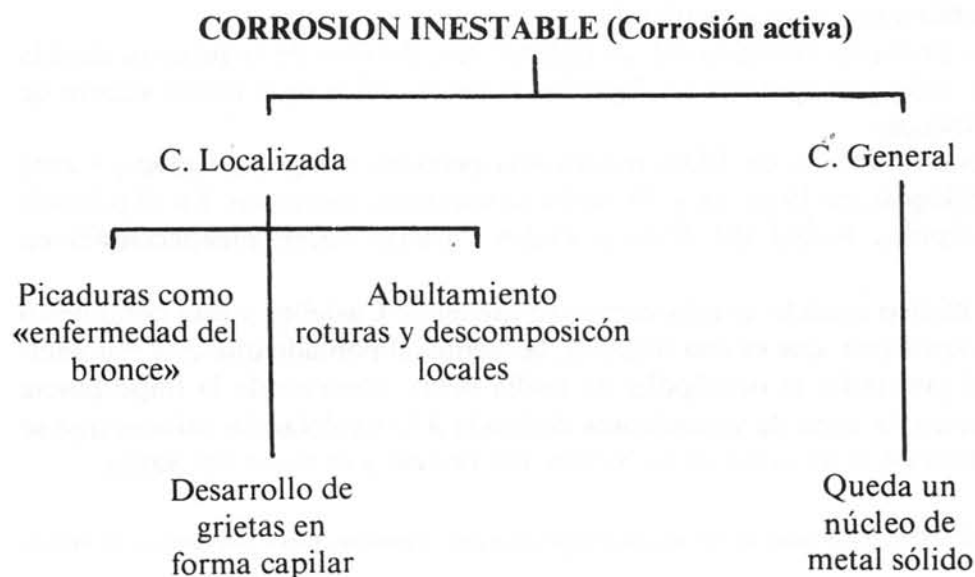 CORROSION INESTABLE (Corrosión activa)
C. Localizada
C. General
Picaduras como
«enfermedad del
bronce»
Abultamiento
roturas y descomposicón
locales
Desarrollo de
grietas en
forma capilar
Queda un
núcleo de
metal sólido